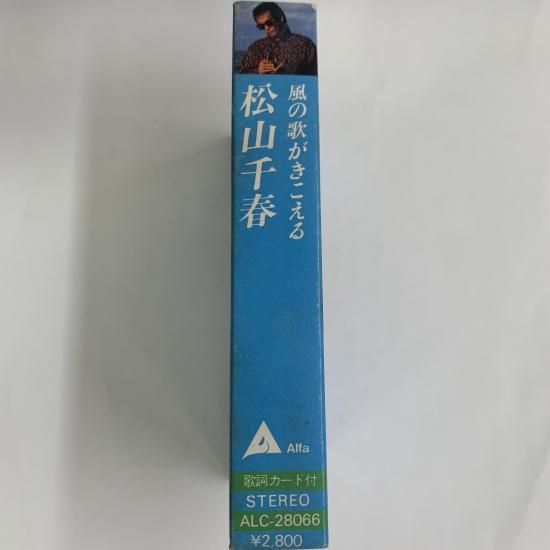 風の歌がきこえる
松山千春
Alfa
歌詞カード付
STEREO
ALC-28066
¥2,800